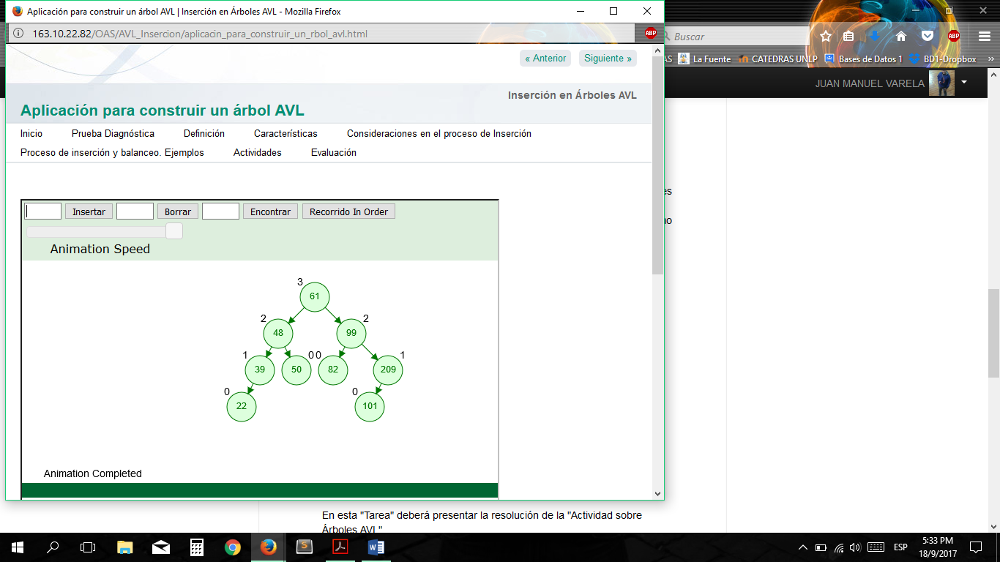 Aplicación para construir un árbol AVL | Inserción en Árboles AVL - Mozilla Firefox
163.10.22.82/OAS/AVL_Insercion/aplicacin_para_construir_un_rbol_avl.html
ABP
Buscar
ABP
AS La Fuente CATEDRAS UNLP Bases de Datos 1 BD1-Dropbox »
JUAN MANUEL VARELA
« Anterior Siguiente »
Inserción en Árboles AVL
Aplicación para construir un árbol AVL
Inicio Prueba Diagnóstica Definición Características Consideraciones en el proceso de Inserción
Proceso de inserción y balanceo. Ejemplos Actividades Evaluación
es
no
Insertar Borrar Encontrar Recorrido In Order
Animation Speed
3
61
2 2
48 99
1 0 0 1
39 50 82 209
0 0
22 101
Animation Completed
En esta "Tarea" deberá presentar la resolución de la "Actividad sobre
Árboles AVL"
ESP
5:33 PM
18/9/2017